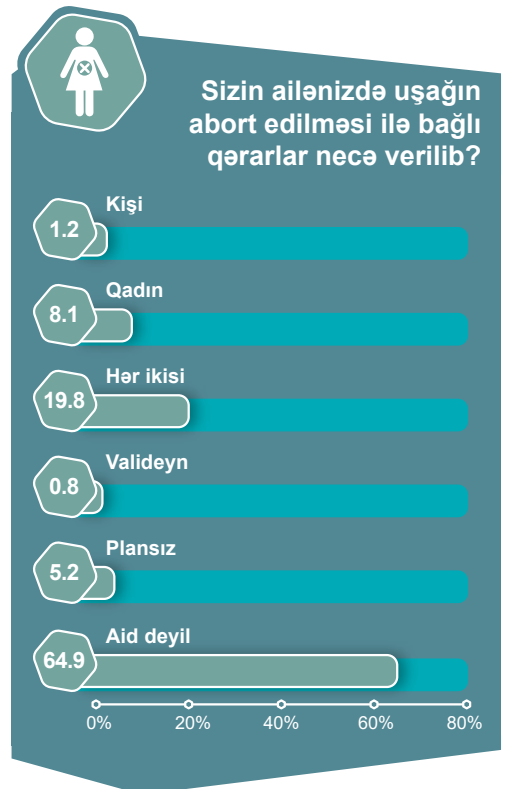 Sizin ailənizdə uşağın
abort edilməsi ilə bağlı
qərarlar necə verilib?
Kişi
1.2
Qadın
8.1
Hər ikisi
19.8
Valideyn
0.8
Plansız
5.2
Aid deyil
64.9
0% 20% 40% 60% 80%